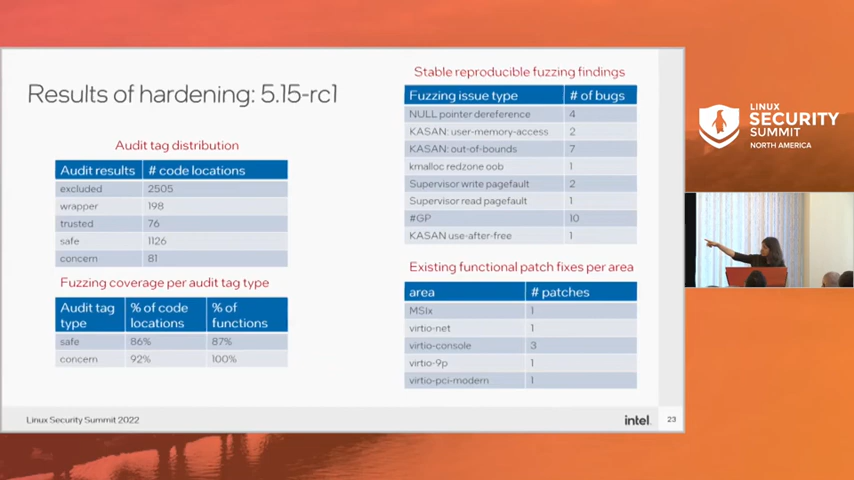 Results of hardening: 5.15-rc1
Audit tag distribution
Audit results # code locations
excluded 2505
wrapper 198
trusted 76
safe 1126
concern 81
Fuzzing coverage per audit tag type
Audit tag type % of code locations % of functions
safe 86% 87%
concern 92% 100%
Stable reproducible fuzzing findings
Fuzzing issue type # of bugs
NULL pointer dereference 4
KASAN: user-memory-access 2
KASAN: out-of-bounds 7
kmalloc redzone oob 1
Supervisor write pagefault 2
Supervisor read pagefault 1
#GP 10
KASAN use-after-free 1
Existing functional patch fixes per area
area # patches
MSIx 1
virtio-net 1
virtio-console 3
virtio-9p 1
virtio-pci-modern 1
Linux Security Summit 2022
intel.
23
LINUX
SECURITY
SUMMIT
NORTH AMERICA